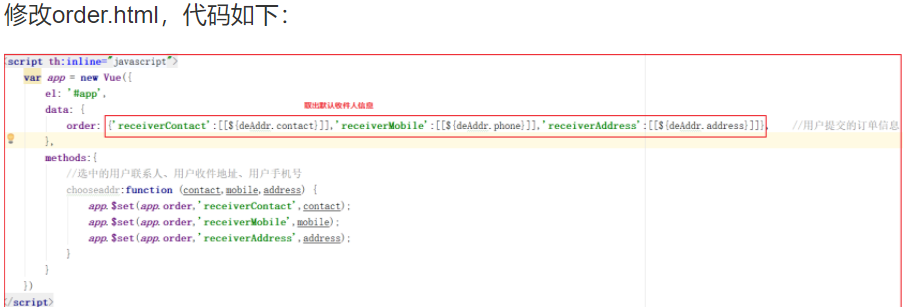 修改order.html，代码如下：
<script th:inline="javascript">
var app = new Vue({
el: '#app',
取出默认收件人信息
data: {
order: {'receiverContact':[[${deAddr.contact}]],'receiverMobile':[[${deAddr.phone}]],'receiverAddress':[[${deAddr.address}]]}, //用户提交的订单信息
},
methods:{
//选中的用户联系人、用户收件地址、用户手机号
chooseaddr:function (contact,mobile,address) {
app.$set(app.order,'receiverContact',contact);
app.$set(app.order,'receiverMobile',mobile);
app.$set(app.order,'receiverAddress',address);
}
}
})
</script>